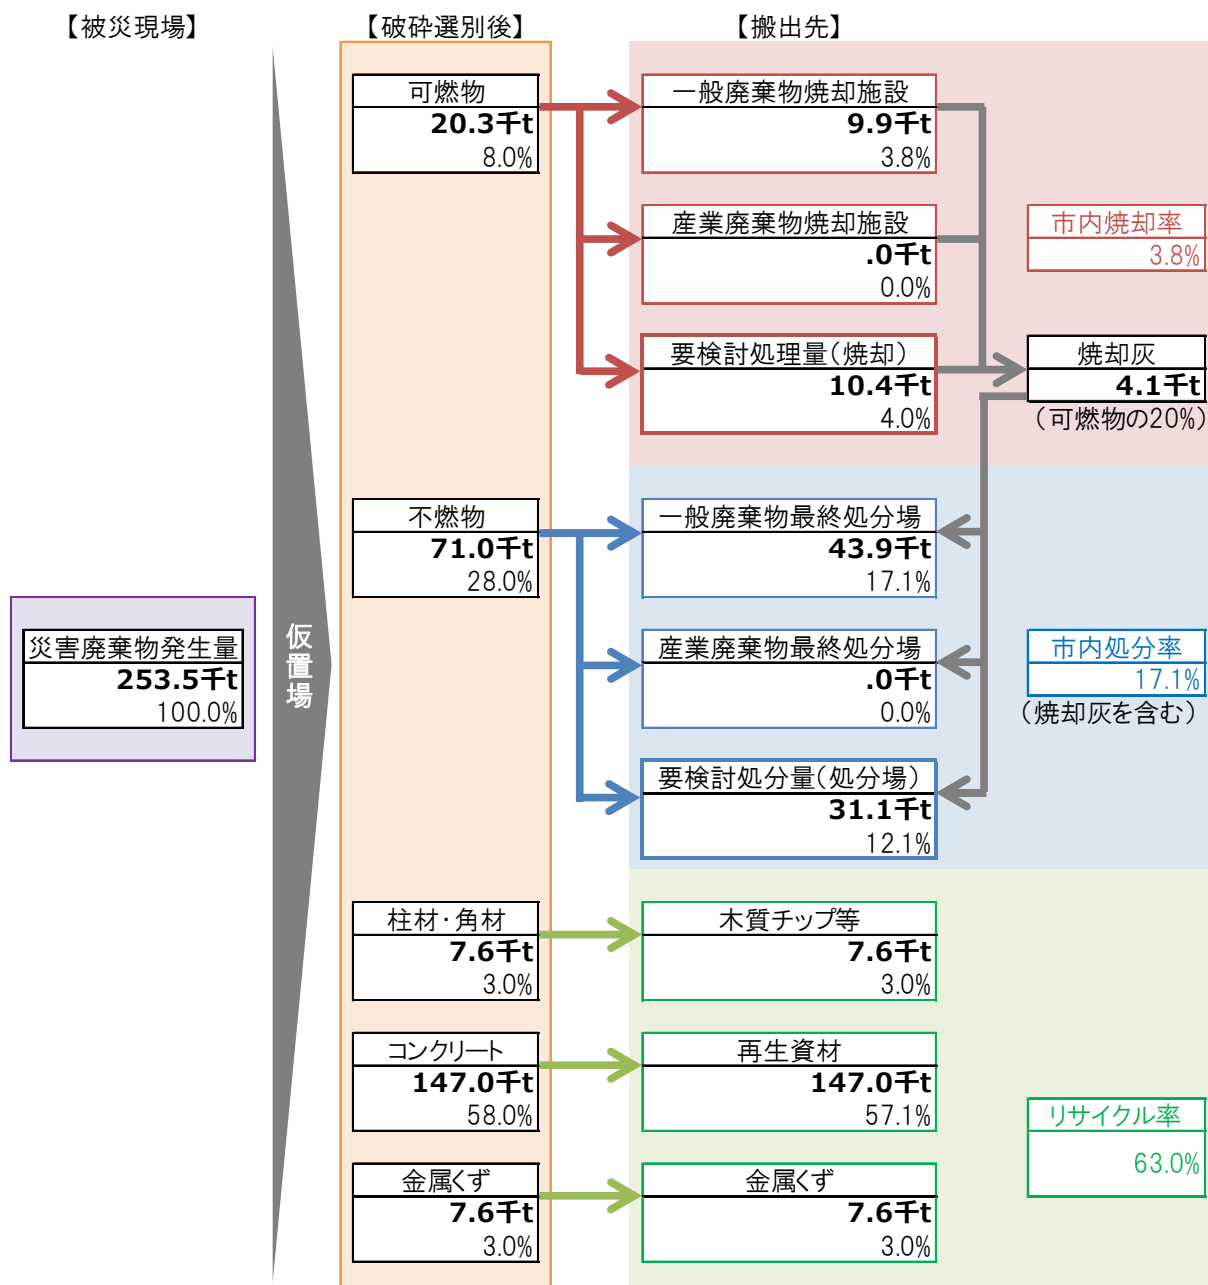 【被災現場】
【破砕選別後】
【搬出先】
災害廃棄物発生量
253.5千t
100.0%
仮置場
可燃物
20.3千t
8.0%
一般廃棄物焼却施設
9.9千t
3.8%
産業廃棄物焼却施設
.0千t
0.0%
市内焼却率
3.8%
要検討処理量（焼却）
10.4千t
4.0%
焼却灰
4.1千t
（可燃物の20%）
不燃物
71.0千t
28.0%
一般廃棄物最終処分場
43.9千t
17.1%
産業廃棄物最終処分場
.0千t
0.0%
市内処分率
17.1%
（焼却灰を含む）
要検討処分量（処分場）
31.1千t
12.1%
柱材・角材
7.6千t
3.0%
木質チップ等
7.6千t
3.0%
コンクリート
147.0千t
58.0%
再生資材
147.0千t
57.1%
リサイクル率
63.0%
金属くず
7.6千t
3.0%
金属くず
7.6千t
3.0%